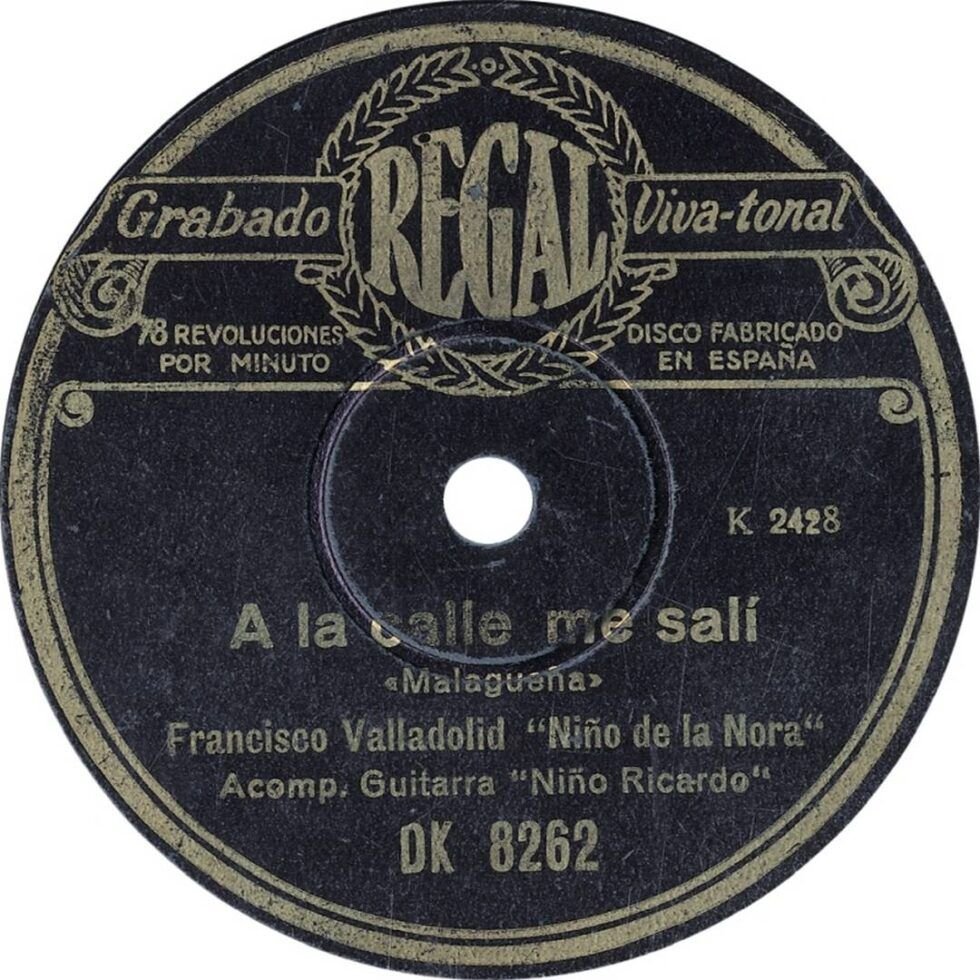 REGAL
Grabado Viva-tonal
78 REVOLUCIONES
POR MINUTO
DISCO FABRICADO
EN ESPAÑA
K 2428
A la calle me salí
«Malagueña»
Francisco Valladolid "Niño de la Nora"
Acomp. Guitarra "Niño Ricardo"
DK 8262